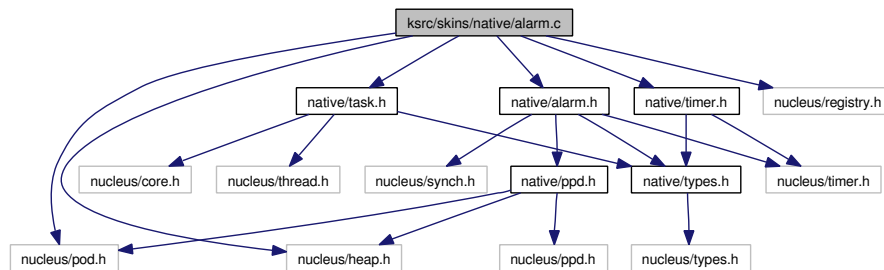 ksrc/skins/native/alarm.c
native/task.h
native/alarm.h
native/timer.h
nucleus/registry.h
nucleus/core.h
nucleus/thread.h
nucleus/synch.h
native/ppd.h
native/types.h
nucleus/timer.h
nucleus/pod.h
nucleus/heap.h
nucleus/ppd.h
nucleus/types.h